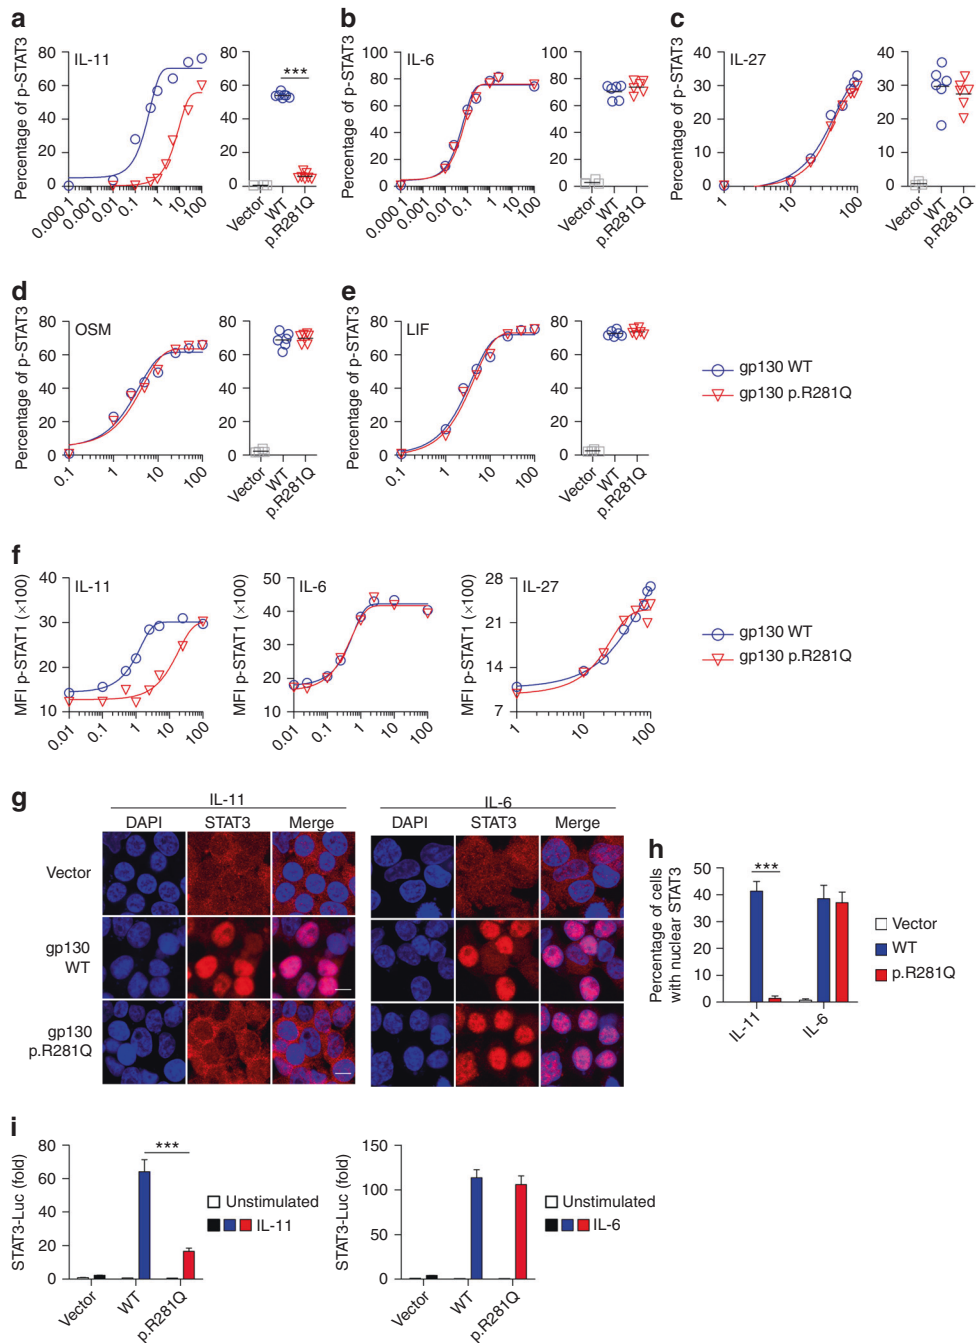 a
Percentage of p-STAT3
IL-11
80
60
40
20
0
0.000 1
0.001
0.01
0.1
1
10
100
80
60
40
20
0
***
Vector
WT
p.R281Q
b
Percentage of p-STAT3
IL-6
100
80
60
40
20
0
0.000 1
0.001
0.01
0.1
1
10
100
100
80
60
40
20
0
Vector
WT
p.R281Q
c
Percentage of p-STAT3
IL-27
40
30
20
10
0
1
10
100
40
30
20
10
0
Vector
WT
p.R281Q
d
Percentage of p-STAT3
OSM
80
60
40
20
0
0.1
1
10
100
80
60
40
20
0
Vector
WT
p.R281Q
e
Percentage of p-STAT3
LIF
80
60
40
20
0
0.1
1
10
100
80
60
40
20
0
Vector
WT
p.R281Q
gp130 WT
gp130 p.R281Q
f
MFI p-STAT1 (×100)
IL-11
40
30
20
10
0.01
0.1
1
10
100
MFI p-STAT1 (×100)
IL-6
50
40
30
20
10
0.01
0.1
1
10
100
MFI p-STAT1 (×100)
IL-27
28
21
14
7
1
10
100
gp130 WT
gp130 p.R281Q
g
IL-11
DAPI STAT3 Merge
IL-6
DAPI STAT3 Merge
Vector
gp130
WT
gp130
p.R281Q
h
Percentage of cells
with nuclear STAT3
50
40
30
20
10
0
***
IL-11
IL-6
Vector
WT
p.R281Q
i
STAT3-Luc (fold)
80
60
40
20
0
***
Vector
WT
p.R281Q
Unstimulated
IL-11
STAT3-Luc (fold)
150
100
50
0
Vector
WT
p.R281Q
Unstimulated
IL-6